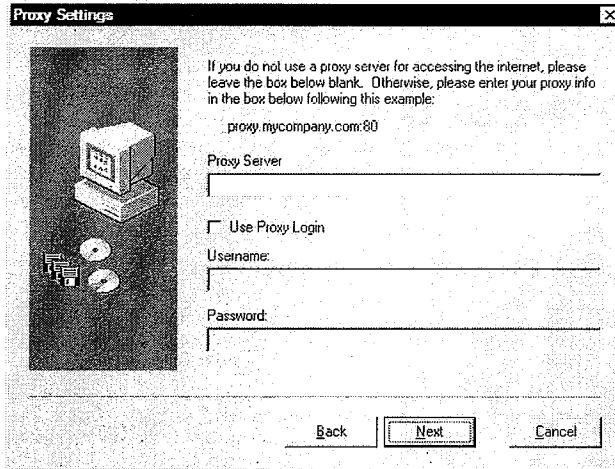 Proxy Settings
If you do not use a proxy server for accessing the internet, please
leave the box below blank. Otherwise, please enter your proxy info
in the box below following this example:
proxy.mycompany.com:80
Proxy Server
Use Proxy Login
Username:
Password:
Back
Next
Cancel